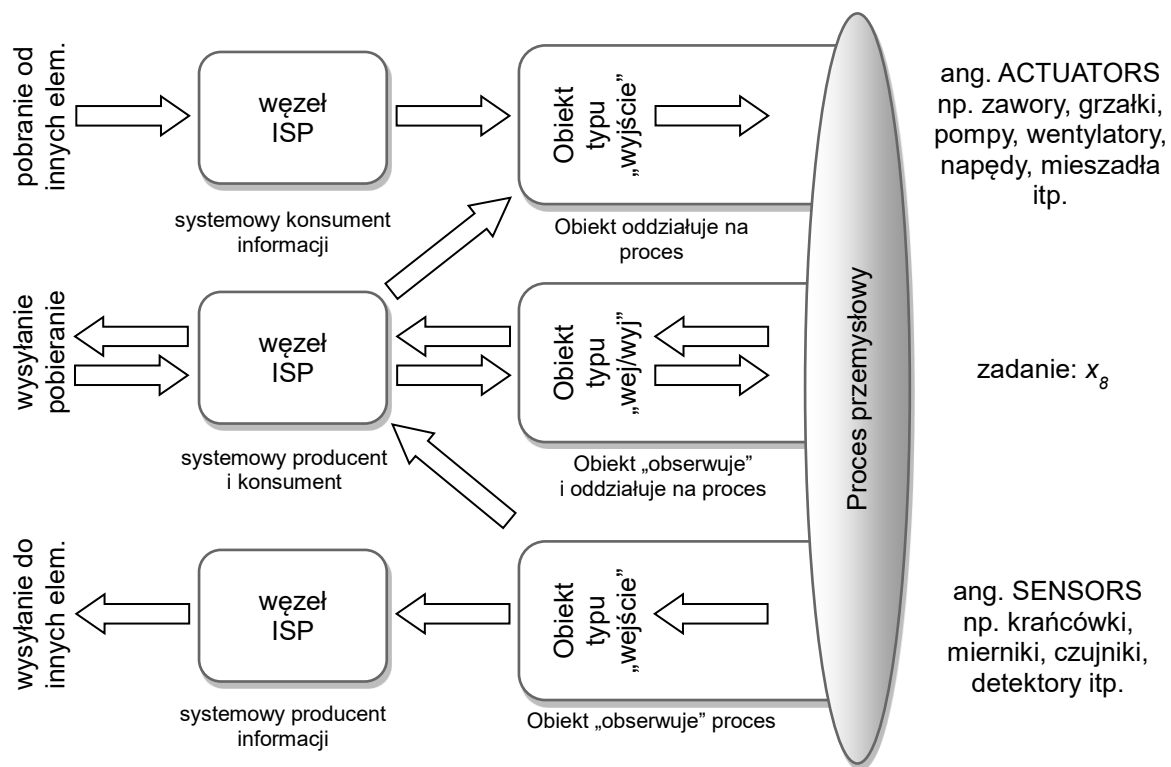 pobranie od
innych elem.
węzeł
ISP
systemowy konsument
informacji
Obiekt
typu
„wyjście”
Obiekt oddziałuje na
proces
ang. ACTUATORS
np. zawory, grzałki,
pompy, wentylatory,
napędy, mieszadła
itp.
wysyłanie
pobieranie
węzeł
ISP
systemowy producent
i konsument
Obiekt
typu
„wej/wyj”
Obiekt „obserwuje”
i oddziałuje na proces
Proces przemysłowy
zadanie: x8
wysyłanie do
innych elem.
węzeł
ISP
systemowy producent
informacji
Obiekt
typu
„wejście”
Obiekt „obserwuje” proces
ang. SENSORS
np. krańcówki,
mierniki, czujniki,
detektory itp.